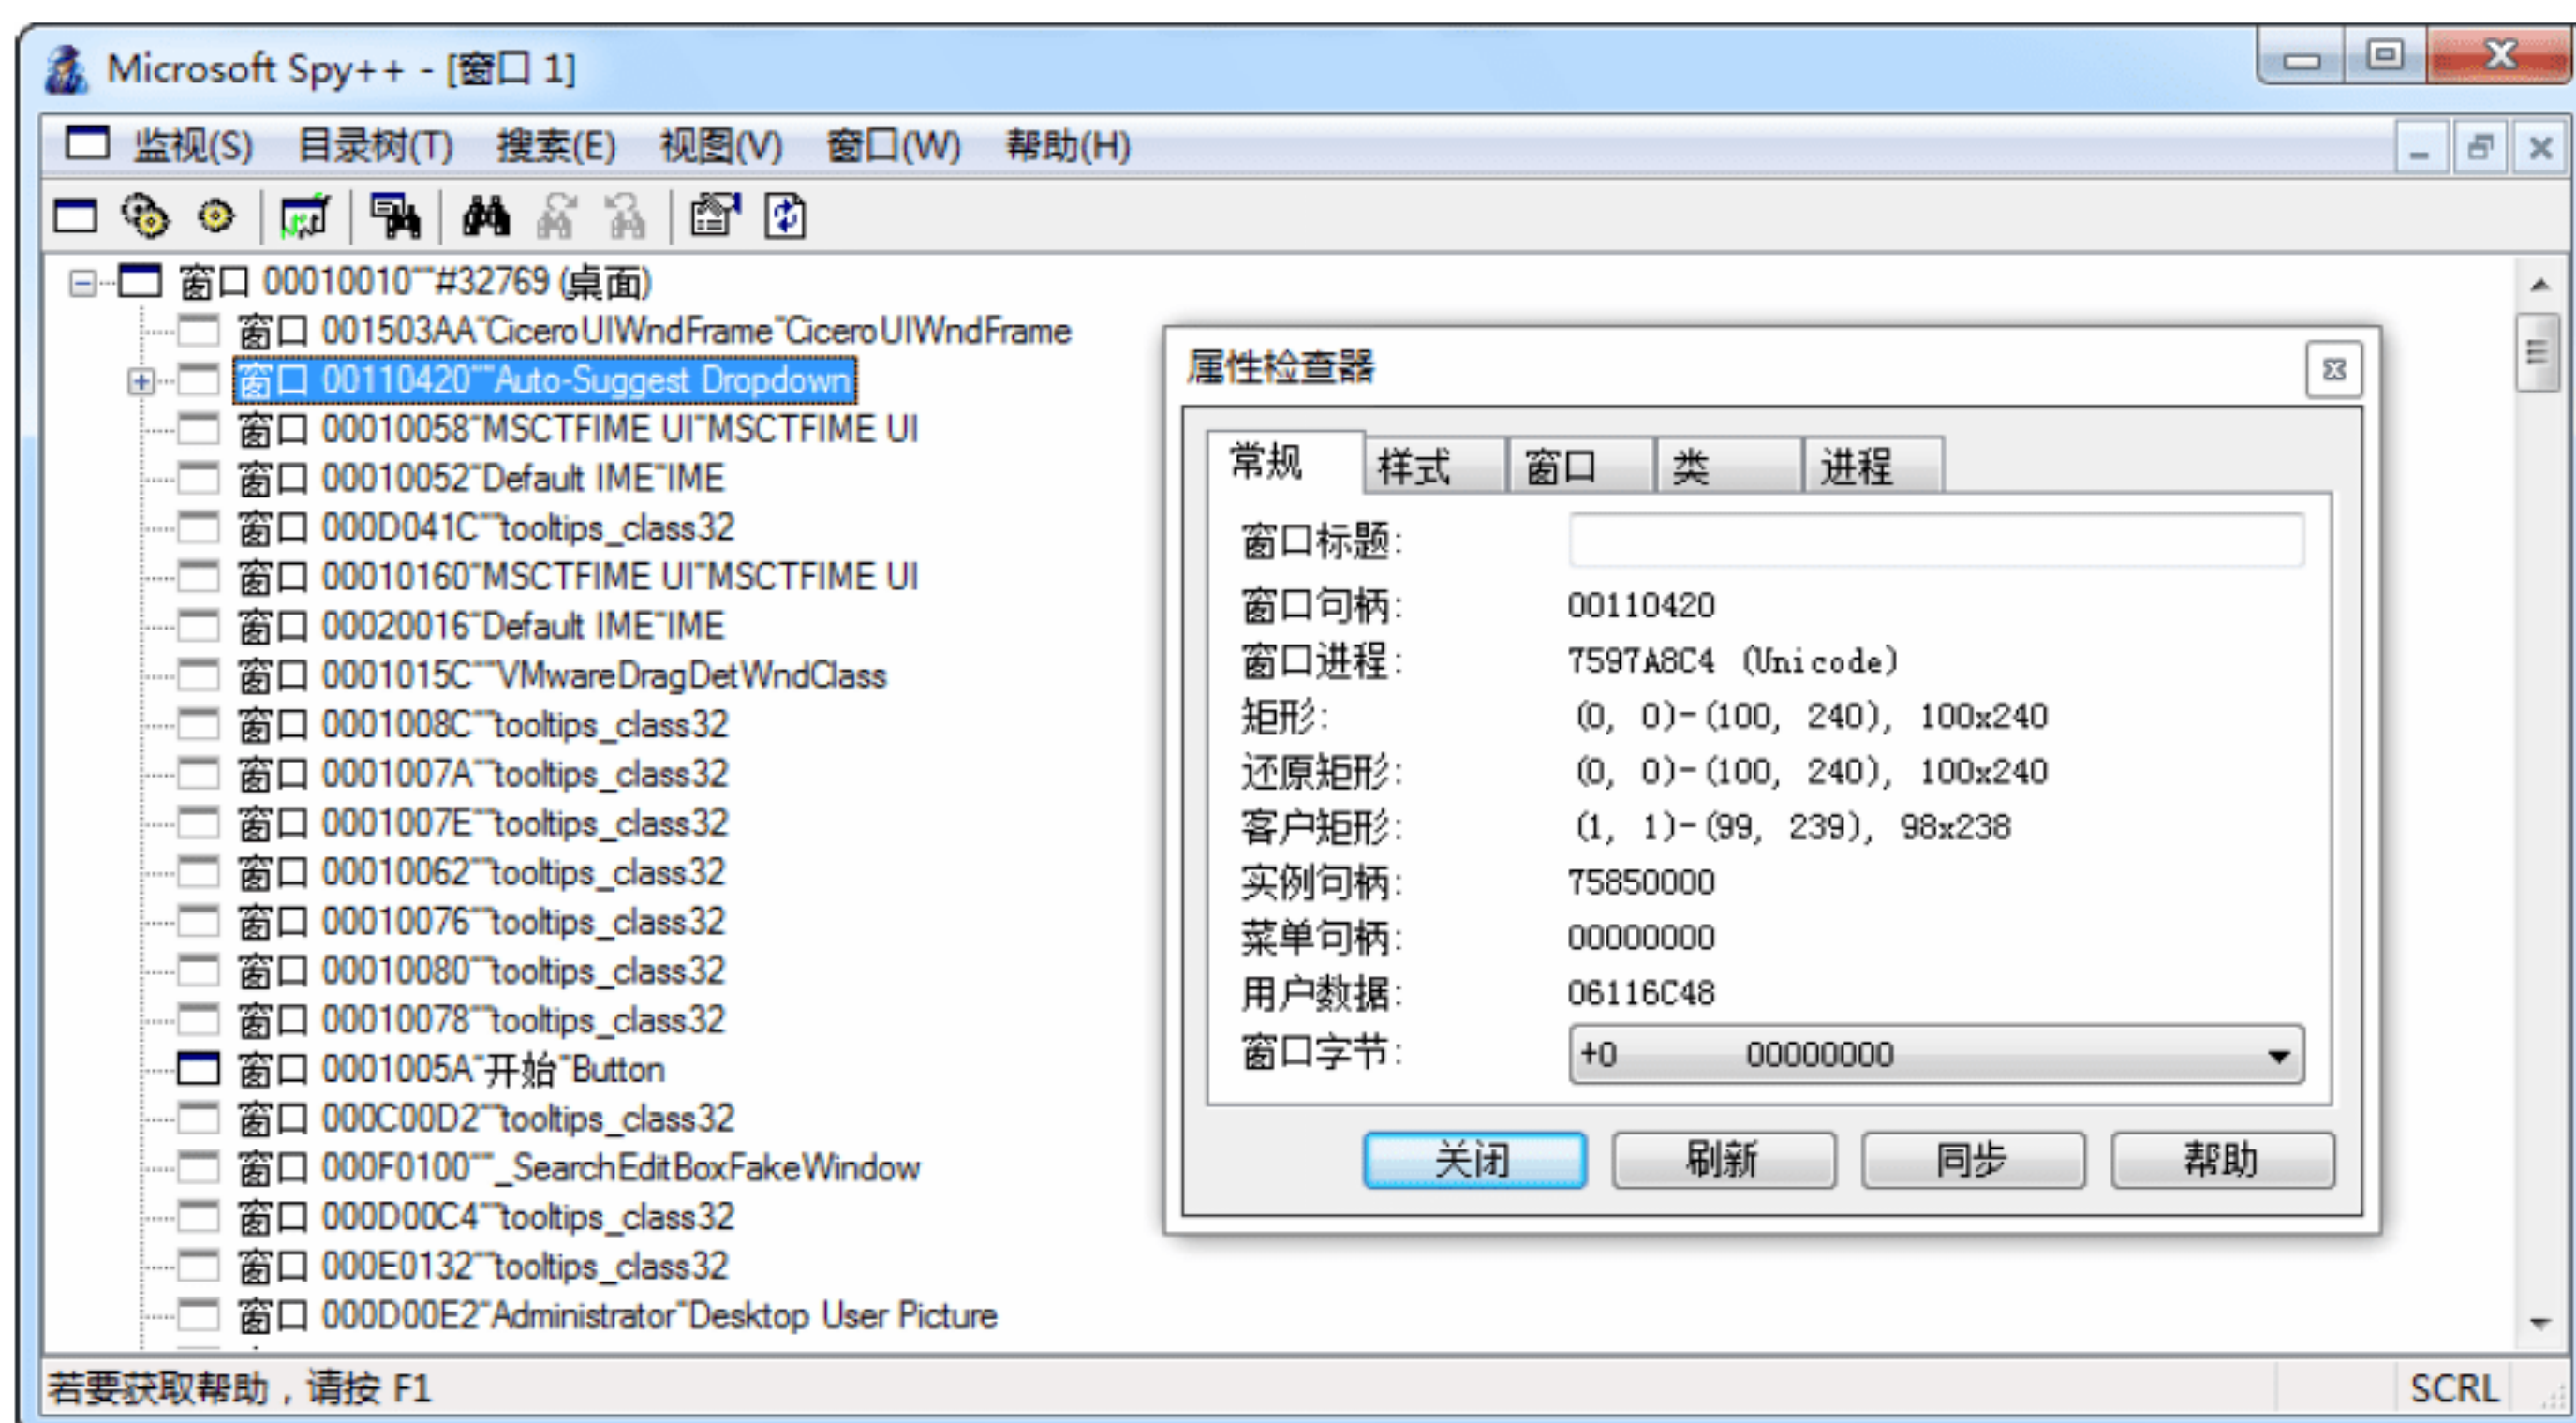 Microsoft Spy++ - [窗口 1]
监视(S) 目录树(T) 搜索(E) 视图(V) 窗口(W) 帮助(H)
窗口 00010010""#32769 (桌面)
窗口 001503AA"CiceroUIWndFrame"CiceroUIWndFrame
窗口 00110420""Auto-Suggest Dropdown
窗口 00010058"MSCTFIME UI"MSCTFIME UI
窗口 00010052"Default IME"IME
窗口 000D041C""tooltips_class32
窗口 00010160"MSCTFIME UI"MSCTFIME UI
窗口 00020016"Default IME"IME
窗口 0001015C""VMwareDragDetWndClass
窗口 0001008C""tooltips_class32
窗口 0001007A""tooltips_class32
窗口 0001007E""tooltips_class32
窗口 00010062""tooltips_class32
窗口 00010076""tooltips_class32
窗口 00010080""tooltips_class32
窗口 00010078""tooltips_class32
窗口 0001005A"开始"Button
窗口 000C00D2""tooltips_class32
窗口 000F0100""_SearchEditBoxFakeWindow
窗口 000D00C4""tooltips_class32
窗口 000E0132""tooltips_class32
窗口 000D00E2"Administrator"Desktop User Picture
属性检查器
常规 样式 窗口 类 进程
窗口标题:
窗口句柄: 00110420
窗口进程: 7597A8C4 (Unicode)
矩形: (0, 0)-(100, 240), 100x240
还原矩形: (0, 0)-(100, 240), 100x240
客户矩形: (1, 1)-(99, 239), 98x238
实例句柄: 75850000
菜单句柄: 00000000
用户数据: 06116C48
窗口字节: +0 00000000
关闭 刷新 同步 帮助
若要获取帮助，请按 F1 SCRL